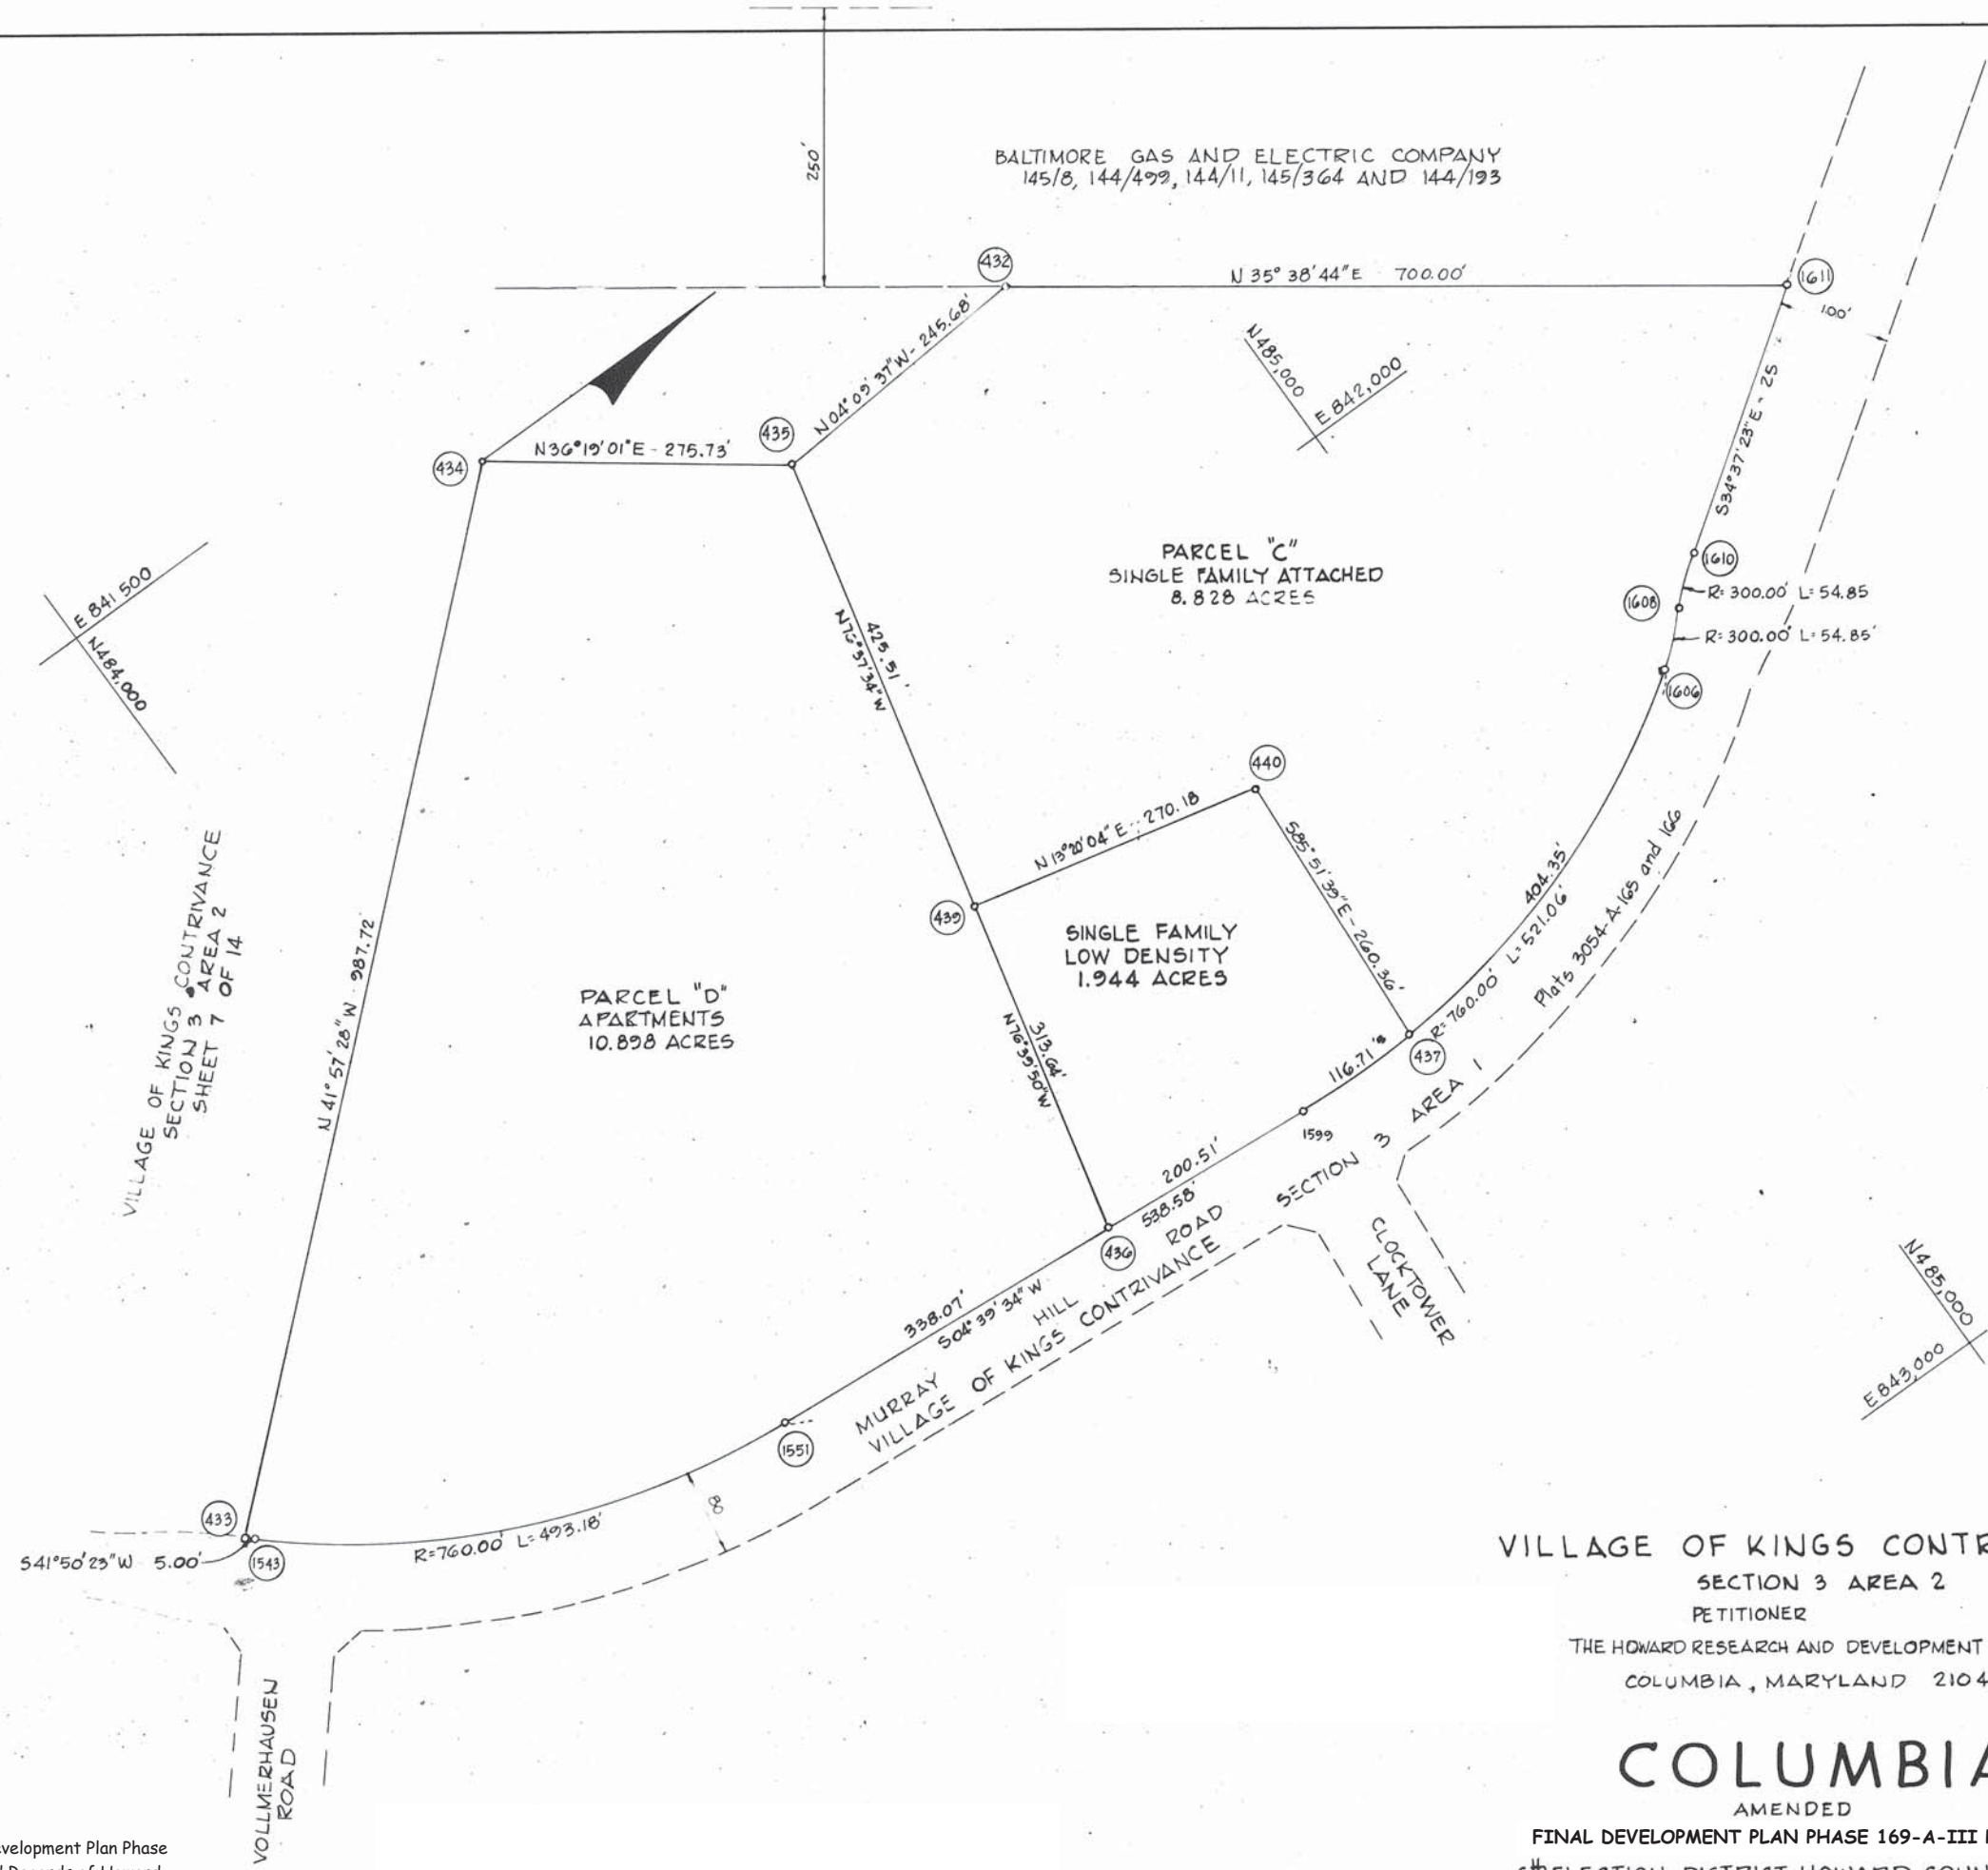 250'
BALTIMORE GAS AND ELECTRIC COMPANY
145/8, 144/499, 144/11, 145/364 AND 144/193
432
N 35° 38' 44" E 700.00'
1611
100'
N 04° 09' 37" W - 245.68'
N485,000
E 842,000
S34° 37' 23" E - 25
435
N36° 19' 01" E - 275.73'
434
PARCEL "C"
SINGLE FAMILY ATTACHED
8.828 ACRES
1610
R= 300.00' L= 54.85
1608
R= 300.00' L= 54.85'
1606
E 841 500
N484,000
425.51'
N76° 37' 34" W
440
N 13° 20' 04" E - 270.18
S85° 51' 39" E - 260.36'
439
SINGLE FAMILY
LOW DENSITY
1.944 ACRES
404.35'
R= 760.00' L= 521.06'
Plats 3054-A-165 and 166
VILLAGE OF KINGS CONTRIVANCE
SECTION 3 AREA 2
SHEET 7 OF 14
N 41° 57' 28" W - 987.72
PARCEL "D"
APARTMENTS
10.898 ACRES
313.64'
N76° 39' 50" W
116.71'
437
1599
200.51'
538.58'
436
338.07'
S04° 39' 34" W
MURRAY HILL ROAD
VILLAGE OF KINGS CONTRIVANCE SECTION 3 AREA 1
CLOCKTOWER
LANE
N485,000
E 843,000
1551
433
S41° 50' 23" W 5.00'
1543
R=760.00' L= 493.18'
VOLLMERHAUSEN
ROAD
VILLAGE OF KINGS CONTR
SECTION 3 AREA 2
PETITIONER
THE HOWARD RESEARCH AND DEVELOPMENT
COLUMBIA, MARYLAND 2104
COLUMBIA
AMENDED
FINAL DEVELOPMENT PLAN PHASE 169-A-III
evelopment Plan Phase